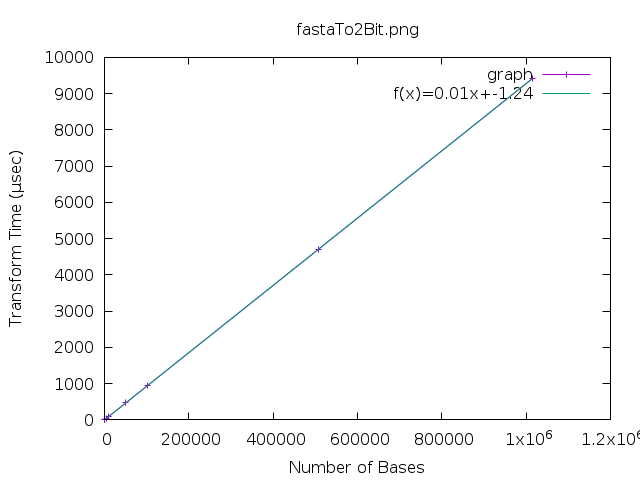 fastaTo2Bit.png
10000
graph
9000
f(x)=0.01x+-1.24
8000
7000
6000
5000
4000
3000
2000
1000
0
Transform Time (µsec)
0 200000 400000 600000 800000 1x10⁶ 1.2x10⁶
Number of Bases